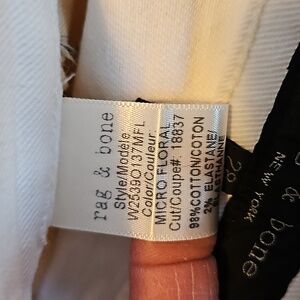 rag & bone
Style/Modèle
W2539O137MFL
Color/Couleur:
MICRO FLORAL
Cut/Coupe#: 18837
98%COTTON/COTON
2% ELASTANE/
ELASTHANNE
& bone
NEW YORK